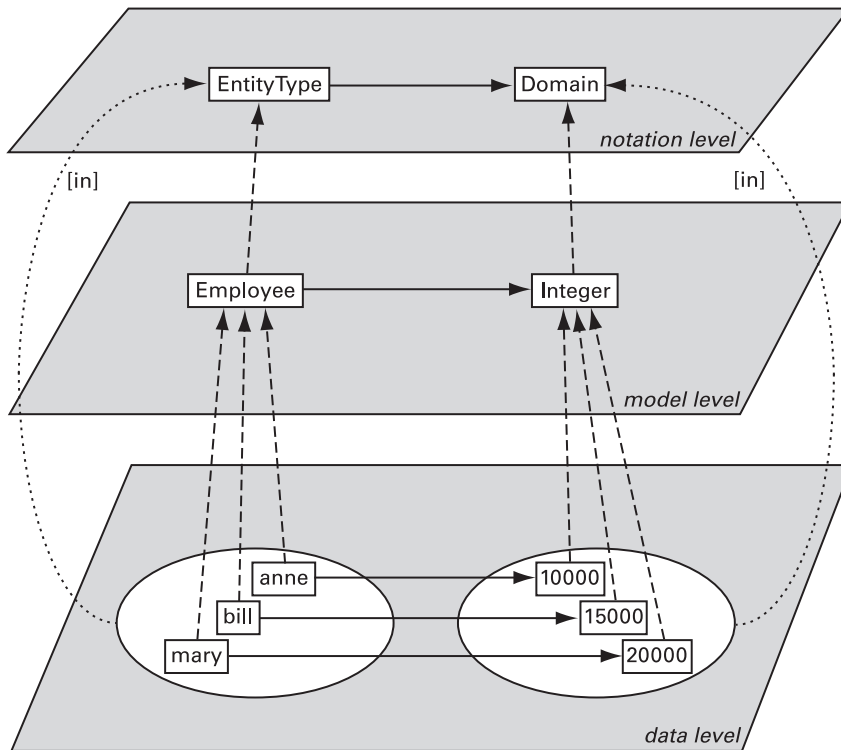 EntityType
Domain
notation level
[in]
[in]
Employee
Integer
model level
anne
10000
bill
15000
mary
20000
data level